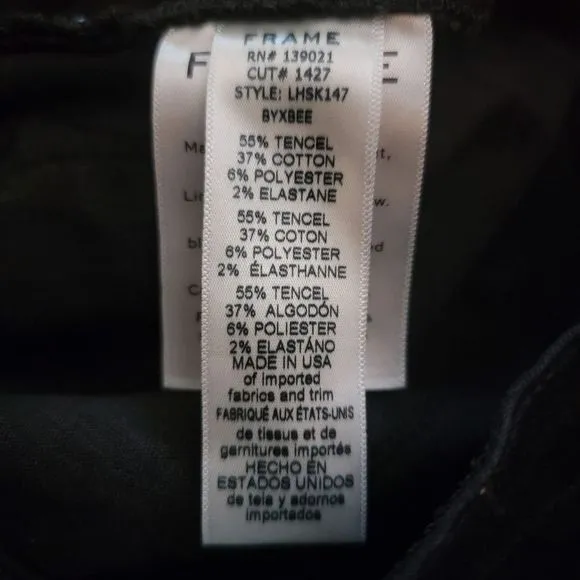 FRAME
RN# 139021
CUT# 1427
STYLE: LHSK147
BYXBEE
55% TENCEL
37% COTTON
6% POLYESTER
2% ELASTANE
55% TENCEL
37% COTON
6% POLYESTER
2% ÉLASTHANNE
55% TENCEL
37% ALGODÓN
6% POLIESTER
2% ELASTÁNO
MADE IN USA
of imported
fabrics and trim
FABRIQUÉ AUX ÉTATS-UNIS
de tissus et de
garnitures importés
HECHO EN
ESTADOS UNIDOS
de tela y adornos
importados